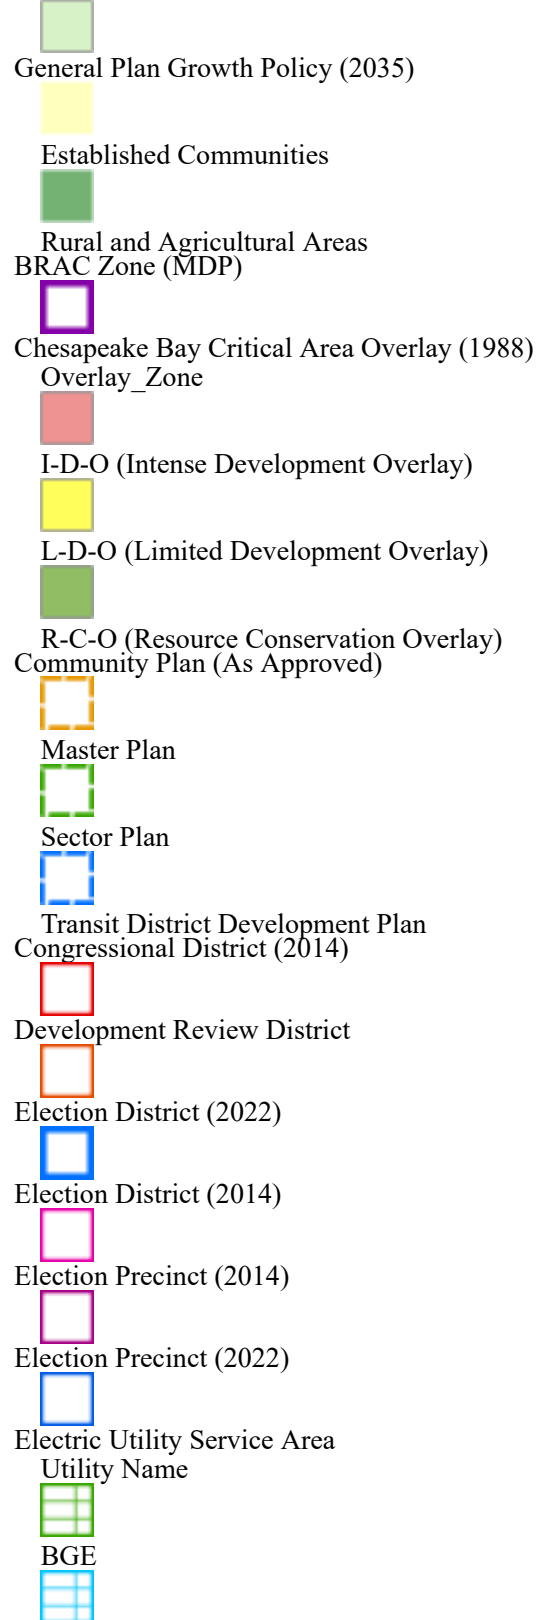 General Plan Growth Policy (2035)
Established Communities
Rural and Agricultural Areas
BRAC Zone (MDP)
Chesapeake Bay Critical Area Overlay (1988)
Overlay_Zone
I-D-O (Intense Development Overlay)
L-D-O (Limited Development Overlay)
R-C-O (Resource Conservation Overlay)
Community Plan (As Approved)
Master Plan
Sector Plan
Transit District Development Plan
Congressional District (2014)
Development Review District
Election District (2022)
Election District (2014)
Election Precinct (2014)
Election Precinct (2022)
Electric Utility Service Area
Utility Name
BGE